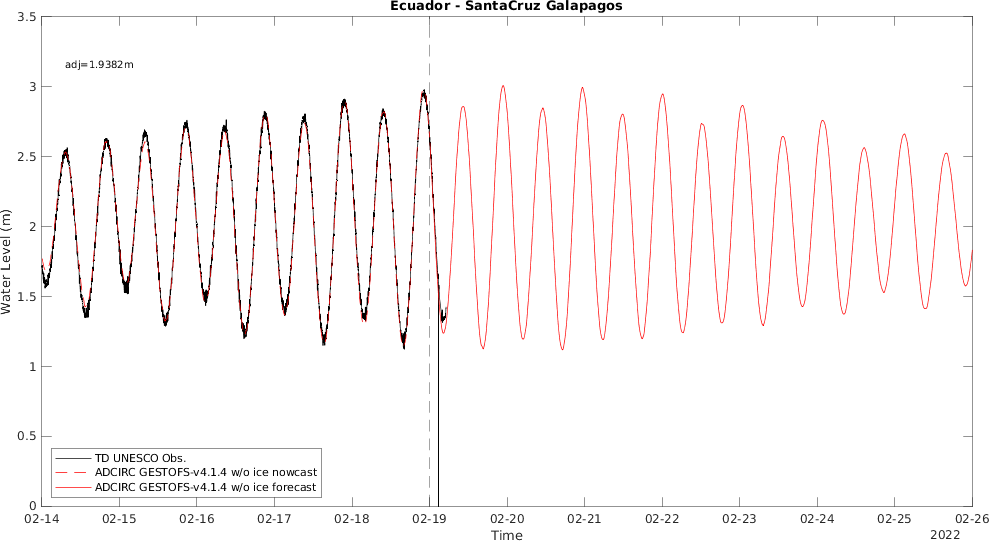 Ecuador - SantaCruz Galapagos
adj=1.9382m
Water Level (m)
3.5
3
2.5
2
1.5
1
0.5
0
TD UNESCO Obs.
ADCIRC GESTOFS-v4.1.4 w/o ice nowcast
ADCIRC GESTOFS-v4.1.4 w/o ice forecast
02-14 02-15 02-16 02-17 02-18 02-19 02-20 02-21 02-22 02-23 02-24 02-25 02-26
Time
2022